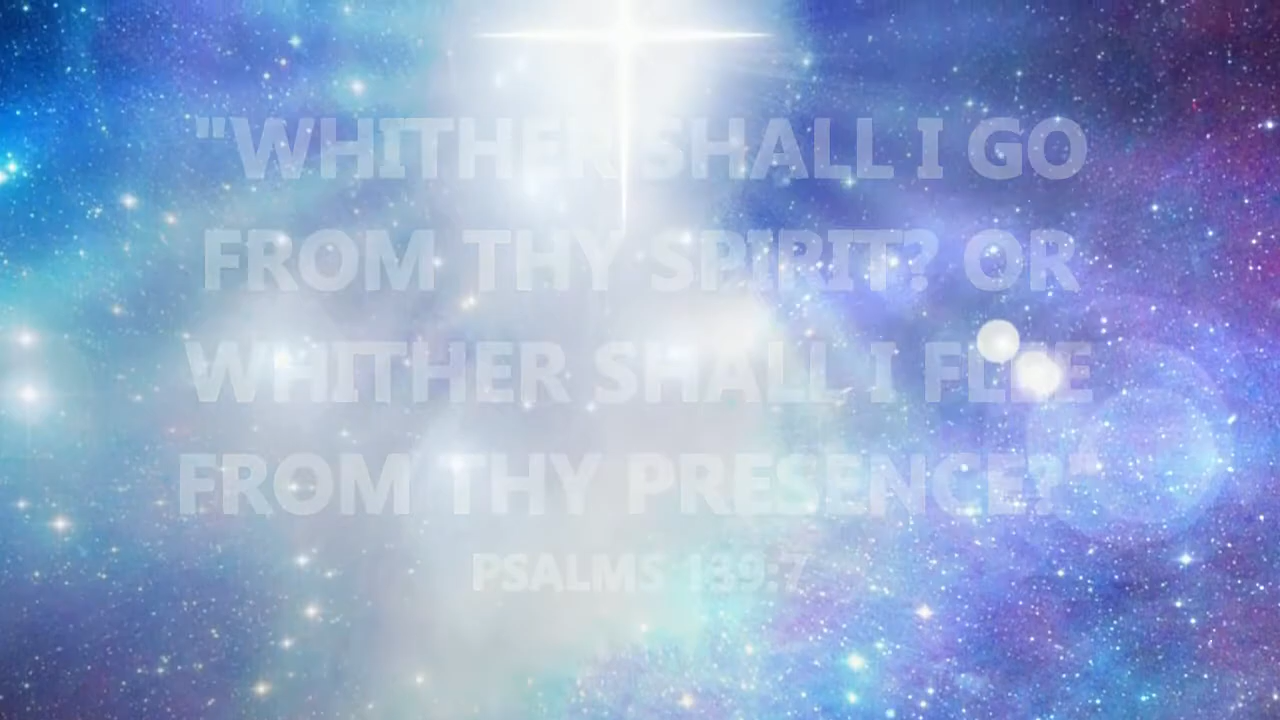 "WHITHER SHALL I GO
FROM THY SPIRIT? OR
WHITHER SHALL I FLEE
FROM THY PRESENCE?"
PSALMS 139:7